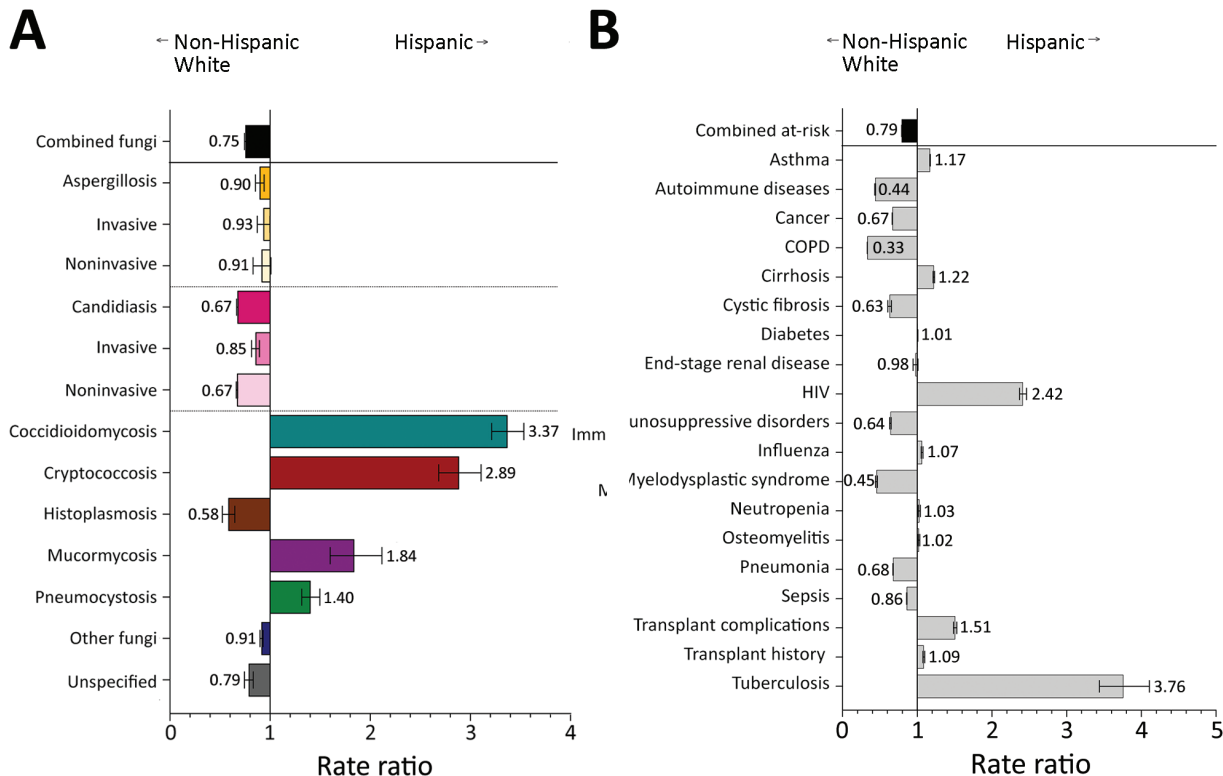 A
← Non-Hispanic White
Hispanic →
Combined fungi 0.75
Aspergillosis 0.90
Invasive 0.93
Noninvasive 0.91
Candidiasis 0.67
Invasive 0.85
Noninvasive 0.67
Coccidioidomycosis 3.37
Cryptococcosis 2.89
Histoplasmosis 0.58
Mucormycosis 1.84
Pneumocystosis 1.40
Other fungi 0.91
Unspecified 0.79
0 1 2 3 4
Rate ratio
B
← Non-Hispanic White
Hispanic →
Combined at-risk 0.79
Asthma 1.17
Autoimmune diseases 0.44
Cancer 0.67
COPD 0.33
Cirrhosis 1.22
Cystic fibrosis 0.63
Diabetes 1.01
End-stage renal disease 0.98
HIV 2.42
Imm unosuppressive disorders 0.64
Influenza 1.07
Myelodysplastic syndrome 0.45
Neutropenia 1.03
Osteomyelitis 1.02
Pneumonia 0.68
Sepsis 0.86
Transplant complications 1.51
Transplant history 1.09
Tuberculosis 3.76
0 1 2 3 4 5
Rate ratio